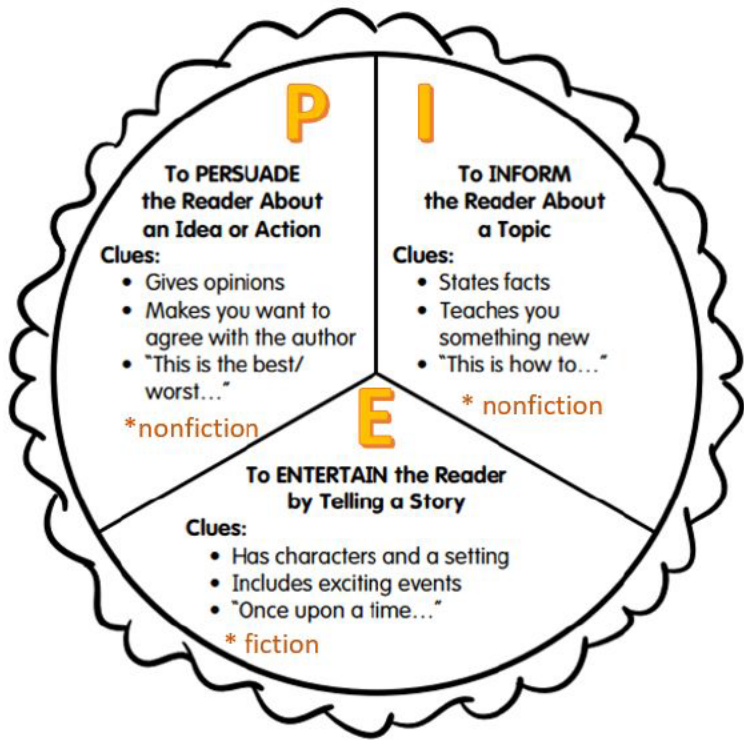 P
To PERSUADE
the Reader About
an Idea or Action
Clues:
• Gives opinions
• Makes you want to
agree with the author
• "This is the best/
worst..."
*nonfiction
I
To INFORM
the Reader About
a Topic
Clues:
• States facts
• Teaches you
something new
• "This is how to..."
* nonfiction
E
To ENTERTAIN the Reader
by Telling a Story
Clues:
• Has characters and a setting
• Includes exciting events
• "Once upon a time..."
* fiction